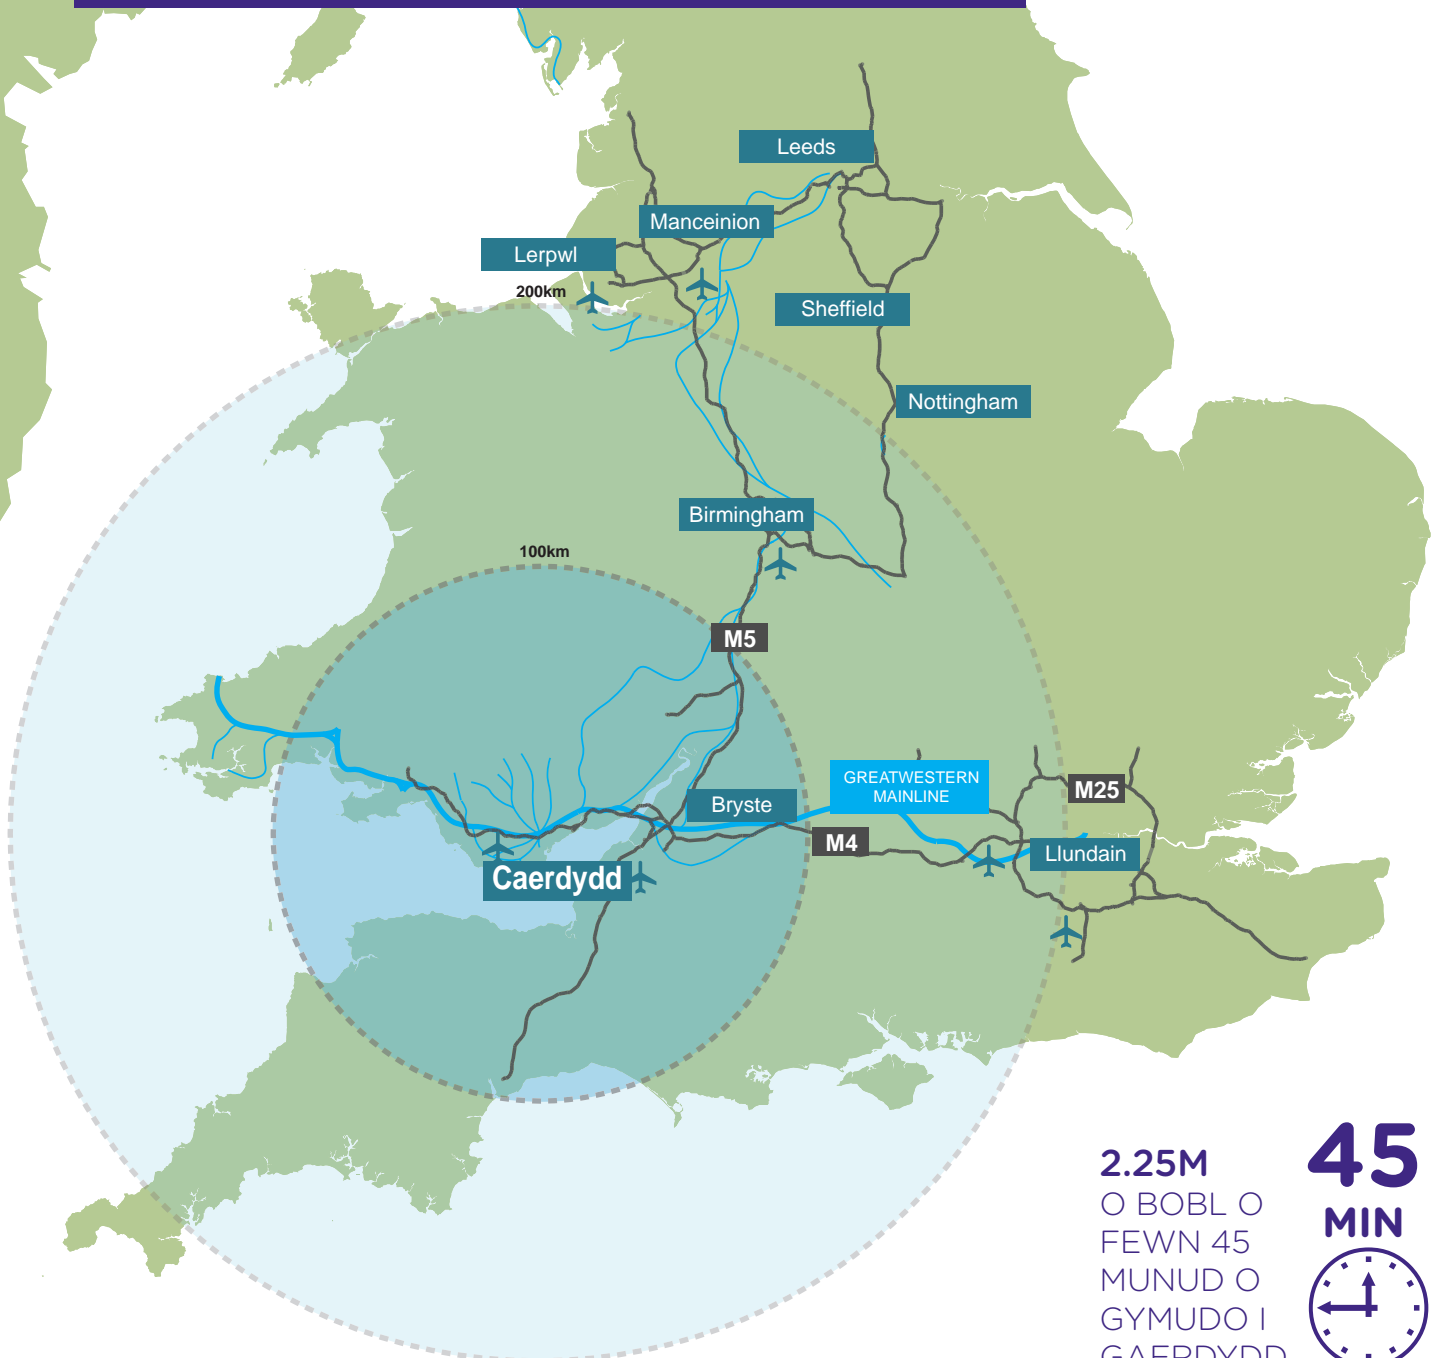 Leeds
Manceinion
Lerpwl
200km
Sheffield
Nottingham
Birmingham
100km
M5
GREATWESTERN
MAINLINE
M25
Bryste
M4
Llundain
Caerdydd
2.25M
O BOBL O
FEWN 45
MUNUD O
GYMUDO I
GAERDYDD
45
MIN